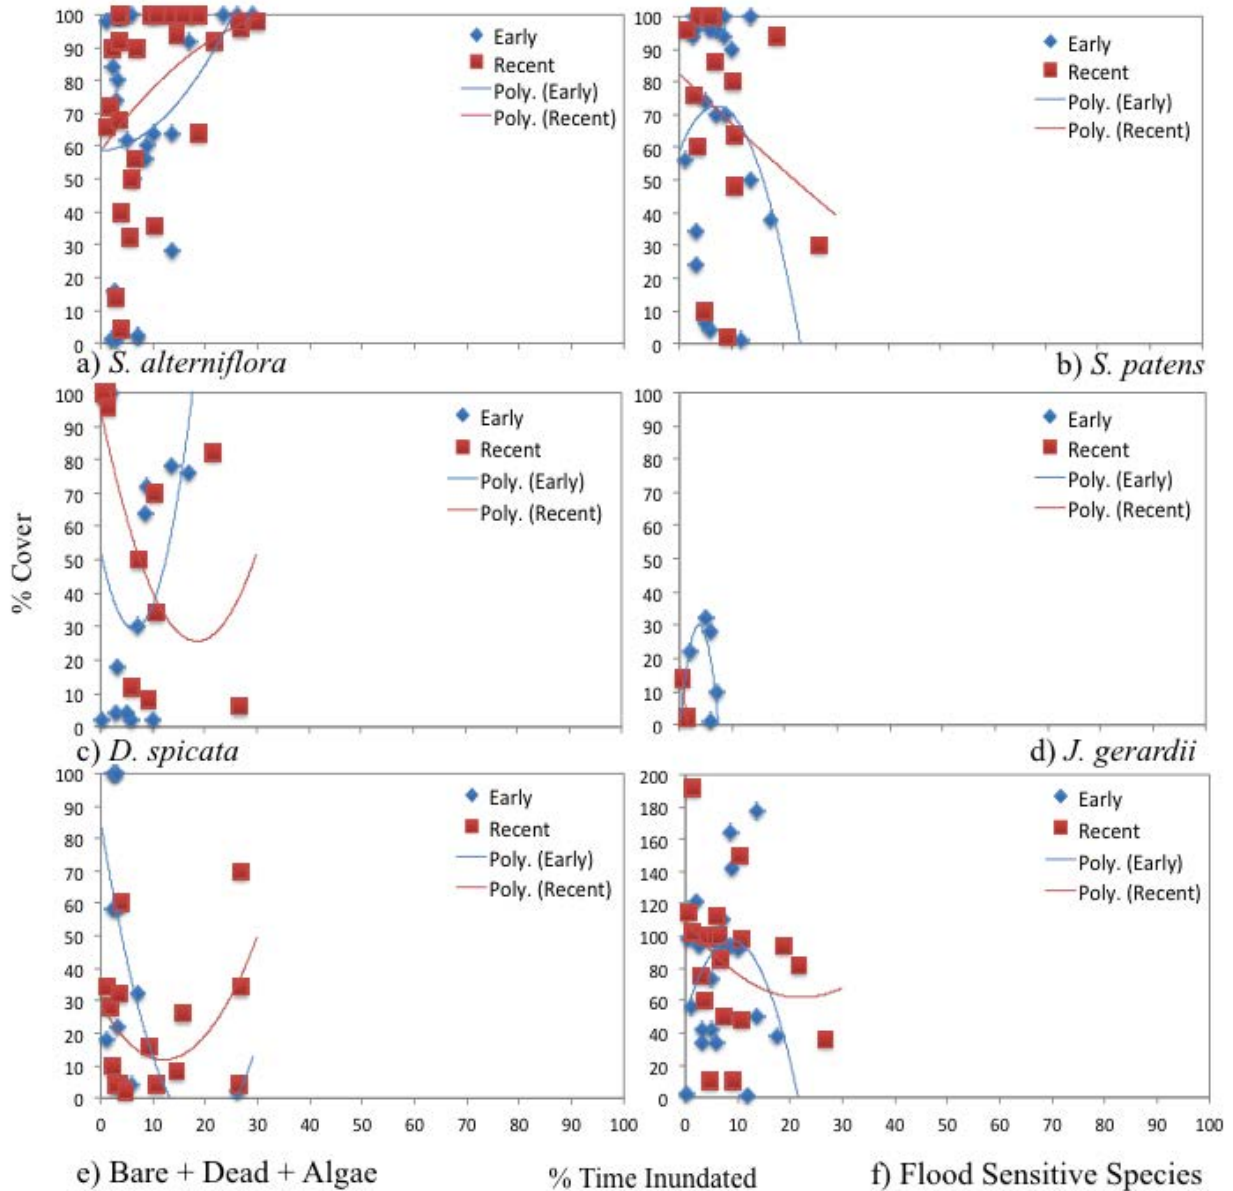 100
90
80
70
60
50
40
30
20
10
0
Early
Recent
Poly. (Early)
Poly. (Recent)
a) S. alterniflora
100
90
80
70
60
50
40
30
20
10
0
Early
Recent
Poly. (Early)
Poly. (Recent)
b) S. patens
% Cover
100
90
80
70
60
50
40
30
20
10
0
Early
Recent
Poly. (Early)
Poly. (Recent)
c) D. spicata
100
90
80
70
60
50
40
30
20
10
0
Early
Recent
Poly. (Early)
Poly. (Recent)
d) J. gerardii
100
90
80
70
60
50
40
30
20
10
0
Early
Recent
Poly. (Early)
Poly. (Recent)
0 10 20 30 40 50 60 70 80 90 100
e) Bare + Dead + Algae
200
180
160
140
120
100
80
60
40
20
0
Early
Recent
Poly. (Early)
Poly. (Recent)
0 10 20 30 40 50 60 70 80 90 100
% Time Inundated
f) Flood Sensitive Species